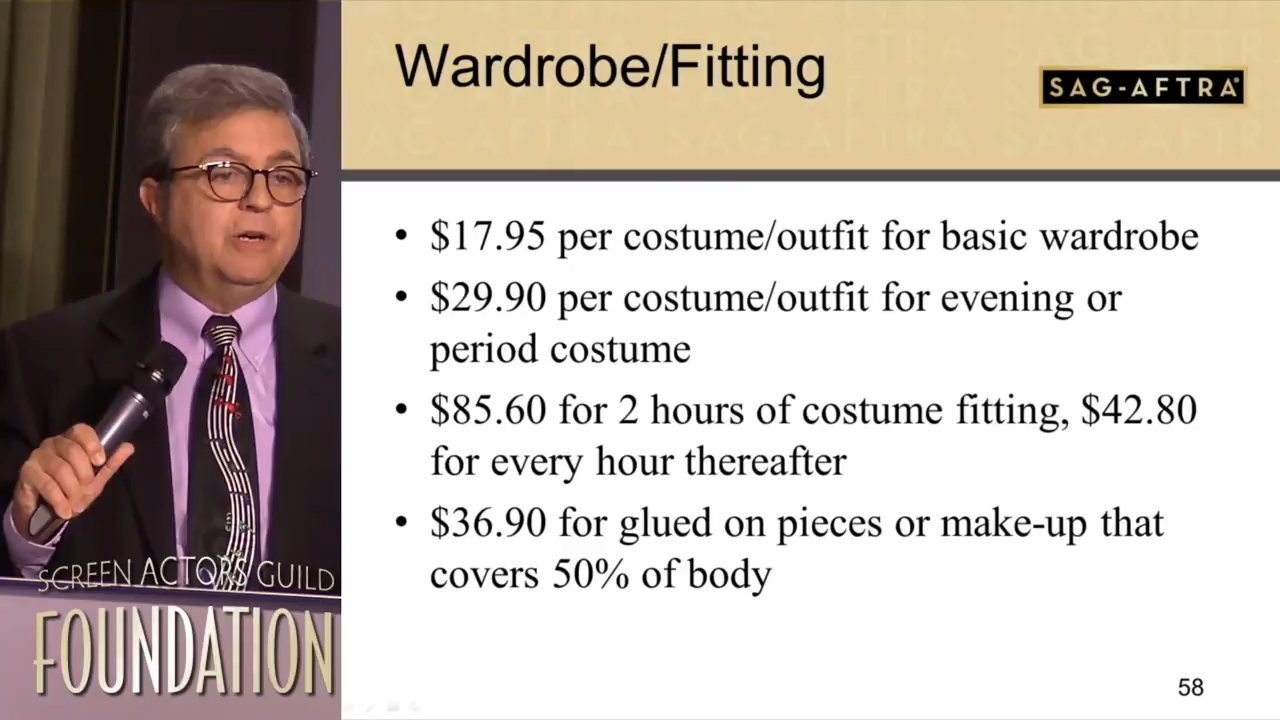 Wardrobe/Fitting
SAG-AFTRA
• $17.95 per costume/outfit for basic wardrobe
• $29.90 per costume/outfit for evening or
period costume
• $85.60 for 2 hours of costume fitting, $42.80
for every hour thereafter
• $36.90 for glued on pieces or make-up that
covers 50% of body
58
SCREEN ACTORS GUILD
FOUNDATION